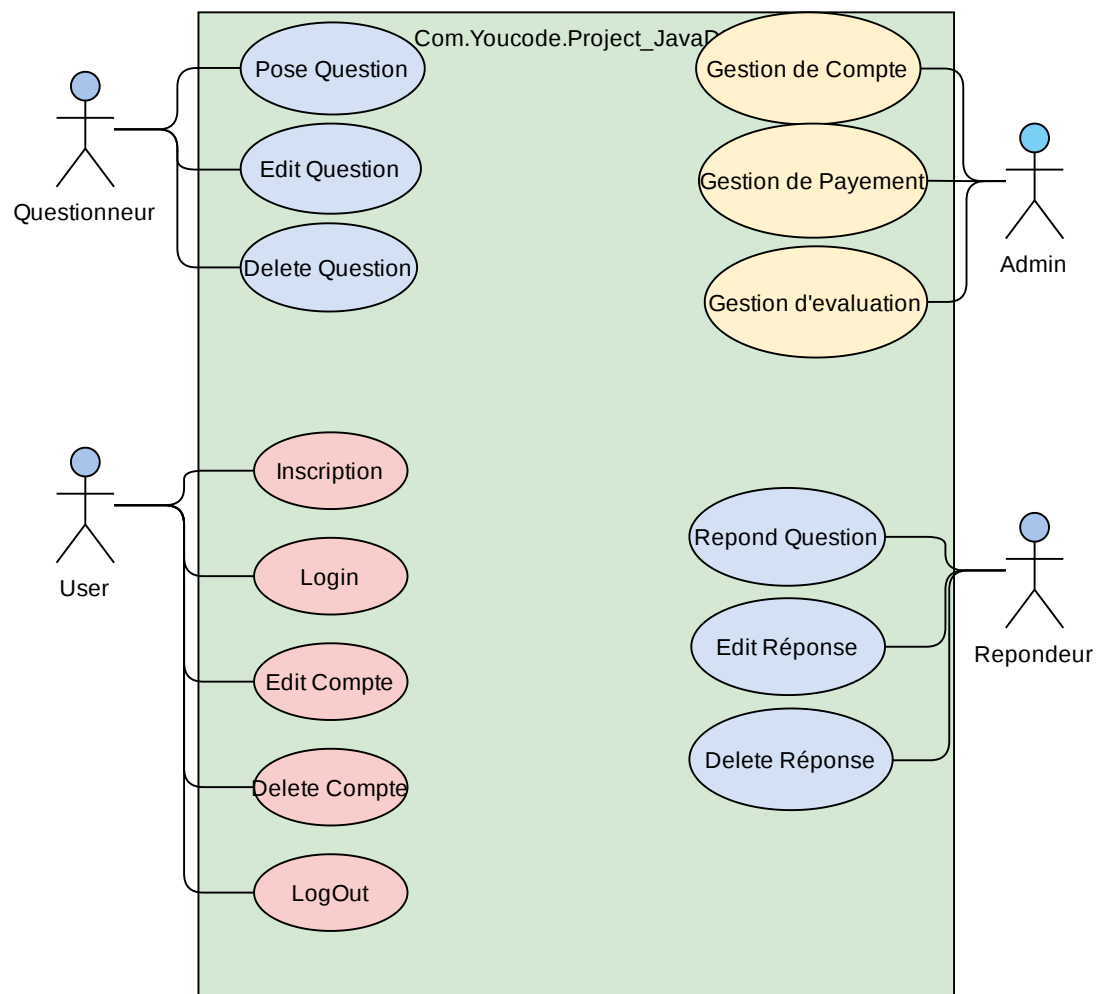 Com.Youcode.Project_JavaD
Pose Question
Edit Question
Delete Question
Questionneur
Gestion de Compte
Gestion de Payement
Gestion d'evaluation
Admin
Inscription
Login
Edit Compte
Delete Compte
LogOut
User
Repond Question
Edit Réponse
Delete Réponse
Repondeur